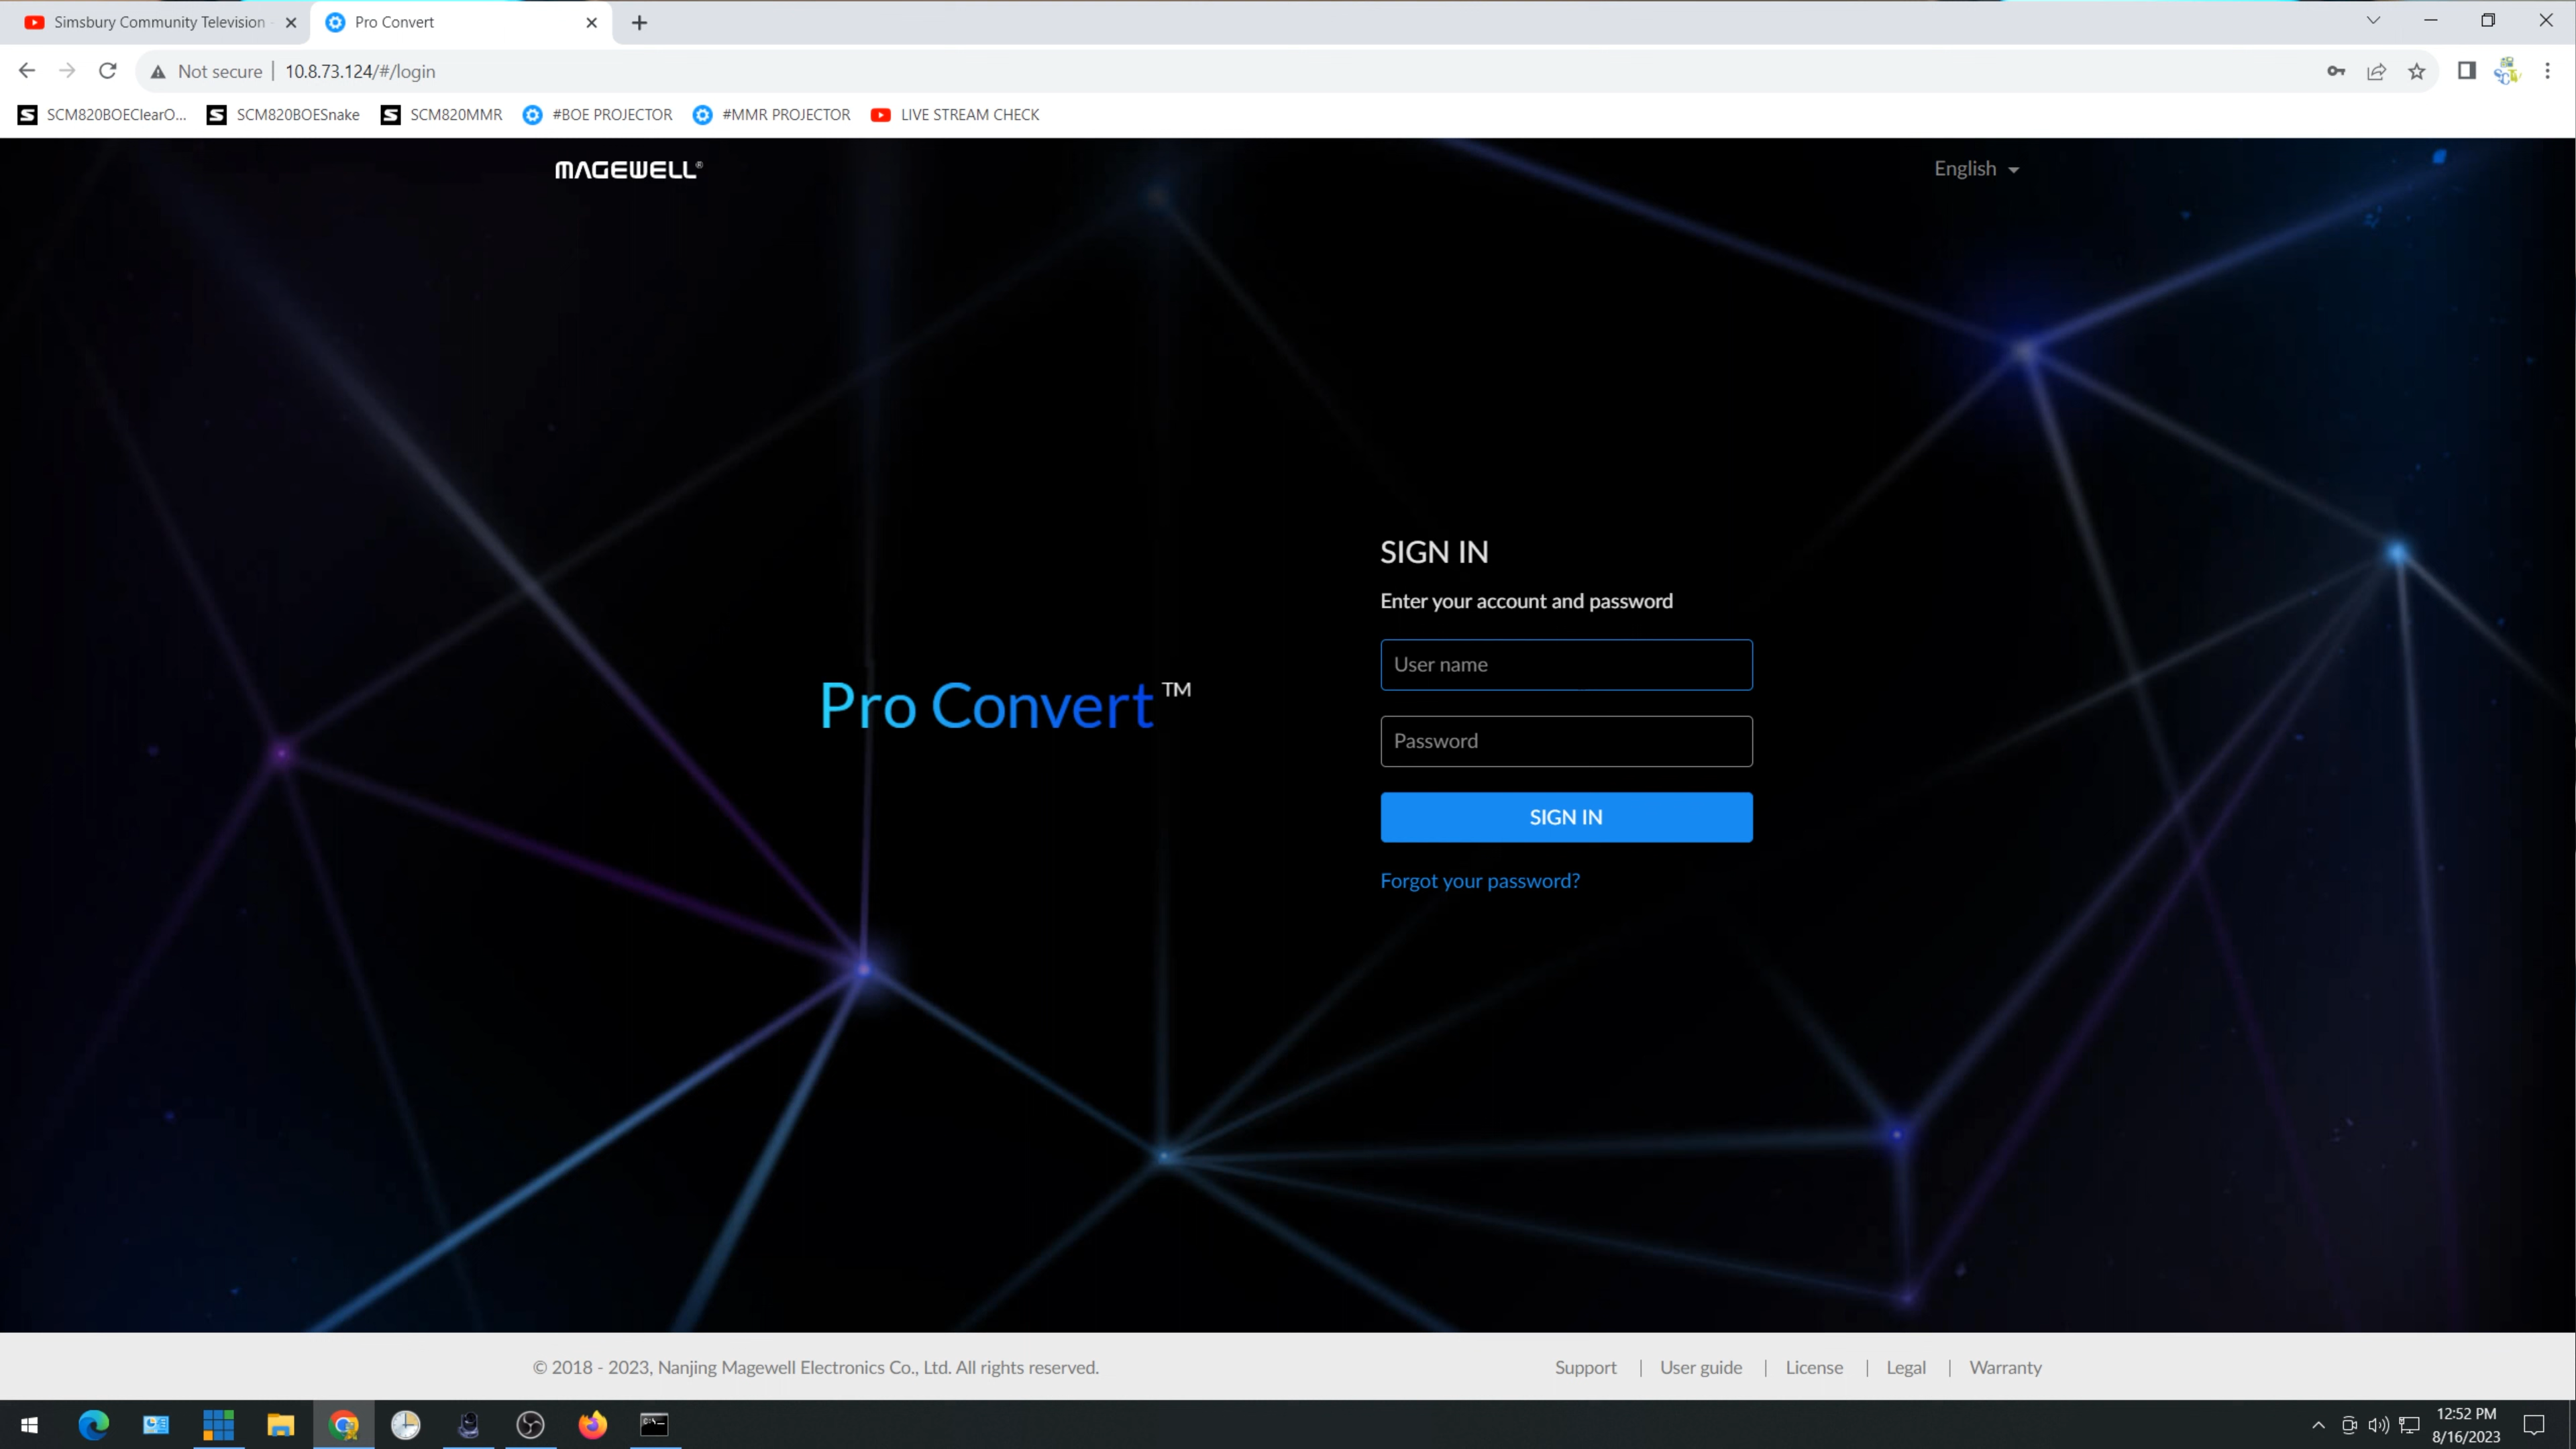 Simsbury Community Television -
Pro Convert
Not secure
10.8.73.124/#/login
SCM820BOEClearO...
SCM820BOESnake
SCM820MMR
#BOE PROJECTOR
#MMR PROJECTOR
LIVE STREAM CHECK
MAGEWELL®
English
SIGN IN
Enter your account and password
User name
Pro Convert™
Password
SIGN IN
Forgot your password?
© 2018 - 2023, Nanjing Magewell Electronics Co., Ltd. All rights reserved.
Support | User guide | License | Legal | Warranty
12:52 PM
8/16/2023